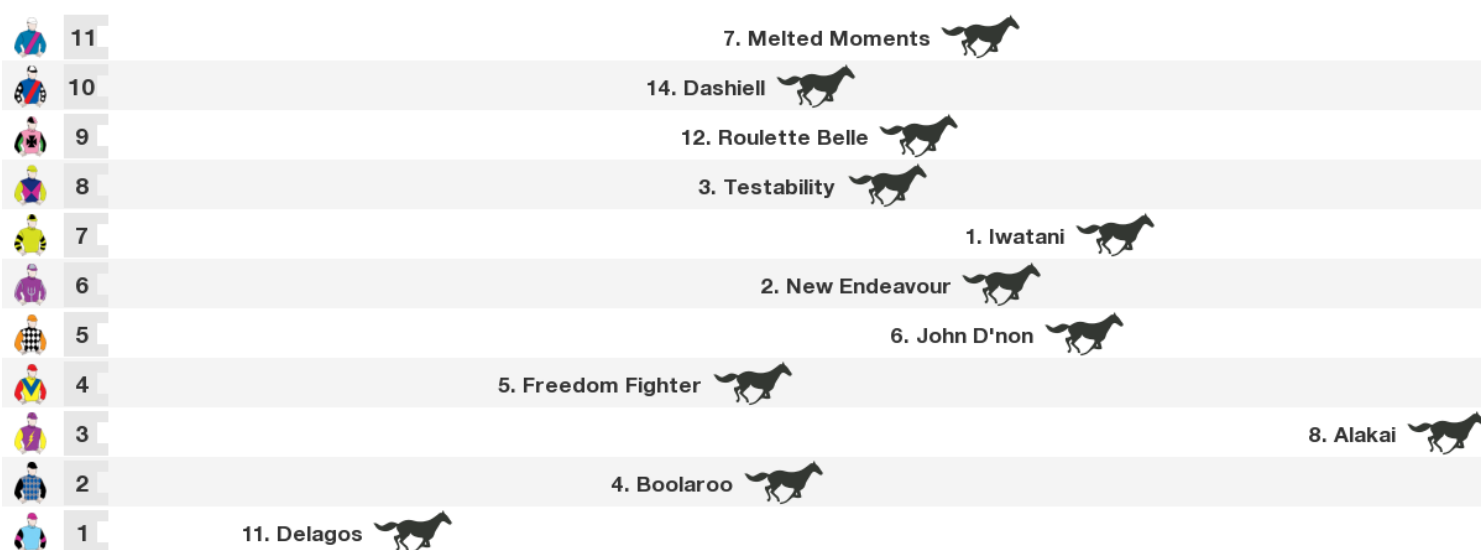 11 7. Melted Moments
10 14. Dashiell
9 12. Roulette Belle
8 3. Testability
7 1. Iwatani
6 2. New Endeavour
5 6. John D'non
4 5. Freedom Fighter
3 8. Alakai
2 4. Boolaroo
1 11. Delagos